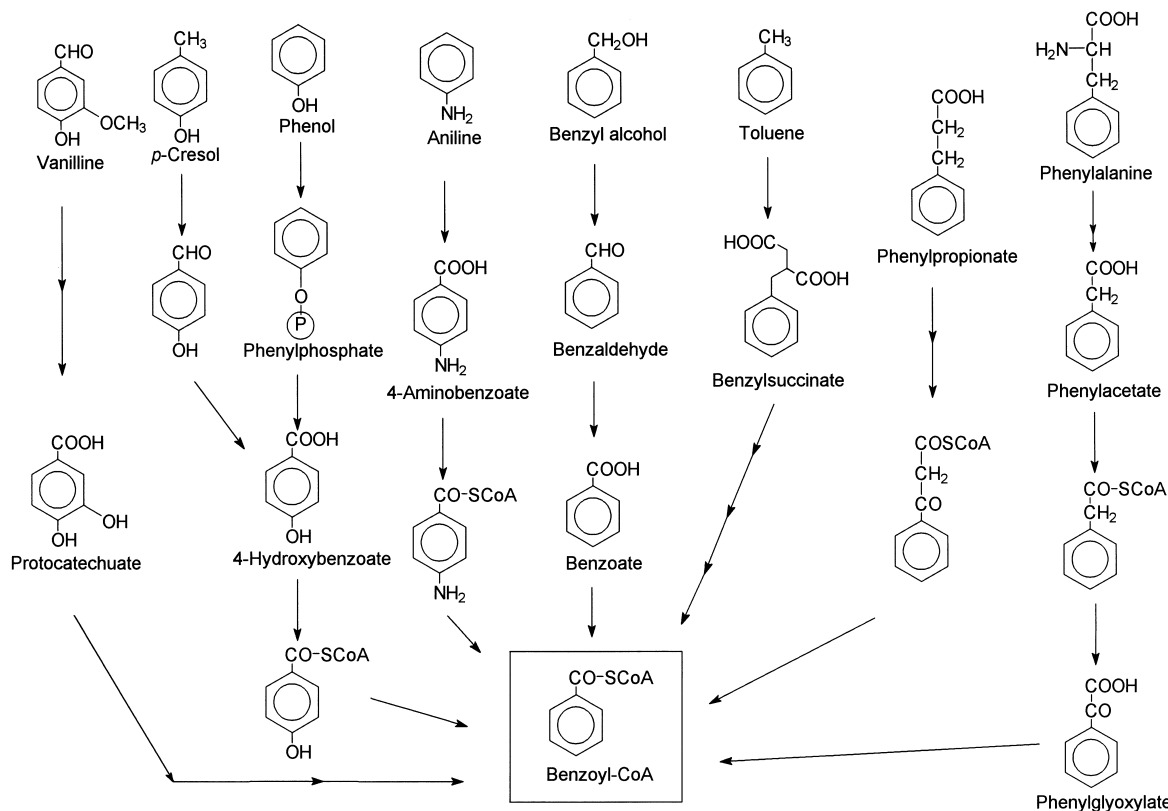 CHO
OCH3
OH
Vanilline
CH3
OH
p-Cresol
OH
Phenol
NH2
Aniline
CH2OH
Benzyl alcohol
CH3
Toluene
COOH
CH2
CH2
Phenylpropionate
COOH
H2N-CH
CH2
Phenylalanine
CHO
OH
O
P
Phenylphosphate
COOH
NH2
4-Aminobenzoate
CHO
Benzaldehyde
HOOC
COOH
Benzylsuccinate
COOH
CH2
Phenylacetate
COOH
OH
OH
Protocatechuate
COOH
OH
4-Hydroxybenzoate
CO-SCoA
NH2
COOH
Benzoate
COSCoA
CH2
CO
CO-SCoA
CH2
CO-SCoA
OH
CO-SCoA
Benzoyl-CoA
COOH
CO
Phenylglyoxylate